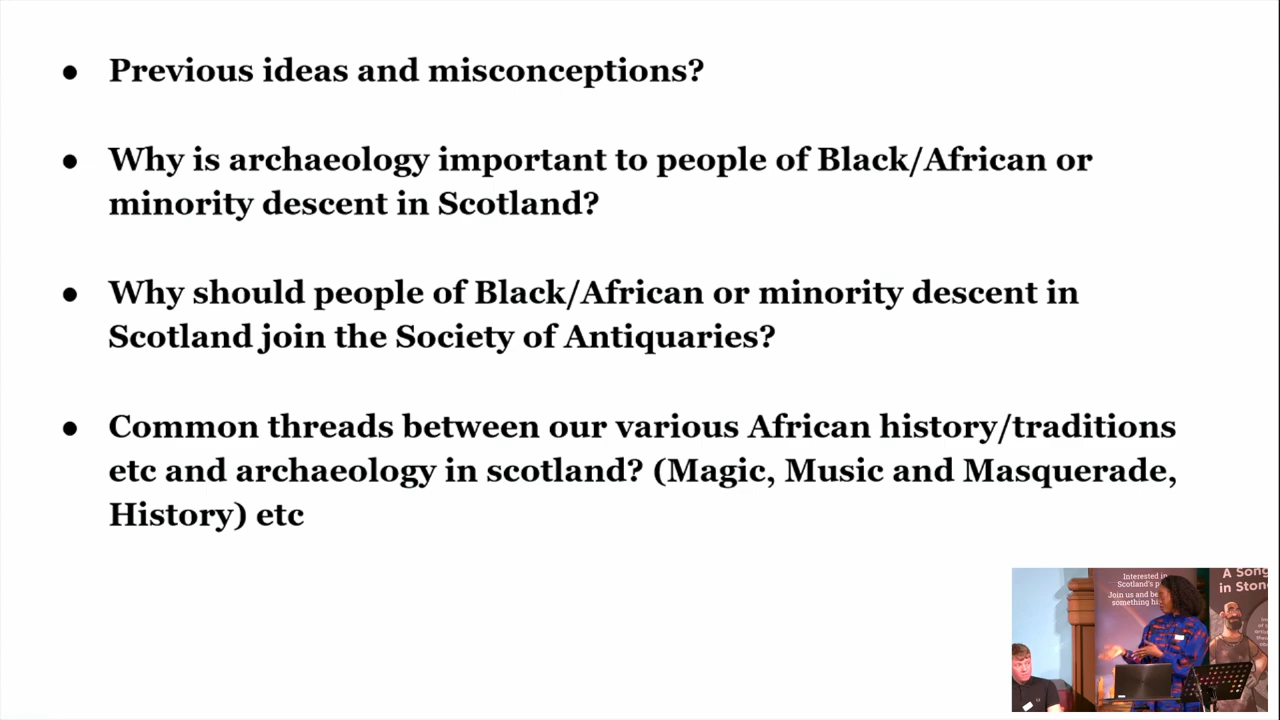 Previous ideas and misconceptions?
Why is archaeology important to people of Black/African or
minority descent in Scotland?
Why should people of Black/African or minority descent in
Scotland join the Society of Antiquaries?
Common threads between our various African history/traditions
etc and archaeology in scotland? (Magic, Music and Masquerade,
History) etc
Interested in
Scotland's
Join us and
something
A Song
in Stone